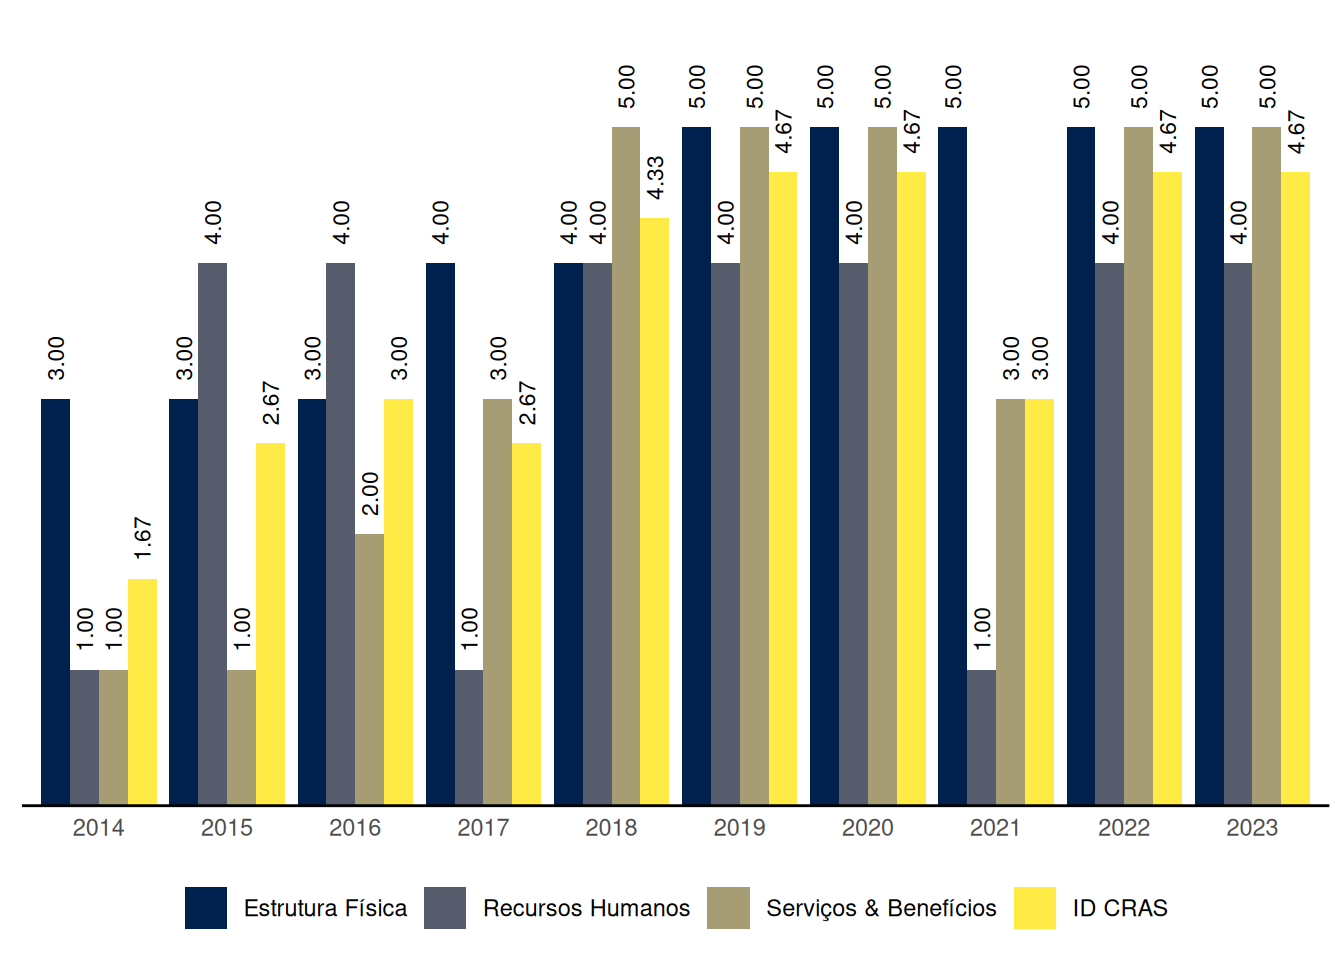 3.00 1.00 1.00 1.67
3.00 4.00 1.00 2.67
3.00 4.00 2.00 3.00
4.00 1.00 3.00 2.67
4.00 4.00 5.00 4.33
5.00 4.00 5.00 4.67
5.00 4.00 5.00 4.67
5.00 1.00 3.00 3.00
5.00 4.00 5.00 4.67
5.00 4.00 5.00 4.67
2014 2015 2016 2017 2018 2019 2020 2021 2022 2023
Estrutura Física Recursos Humanos Serviços & Benefícios ID CRAS